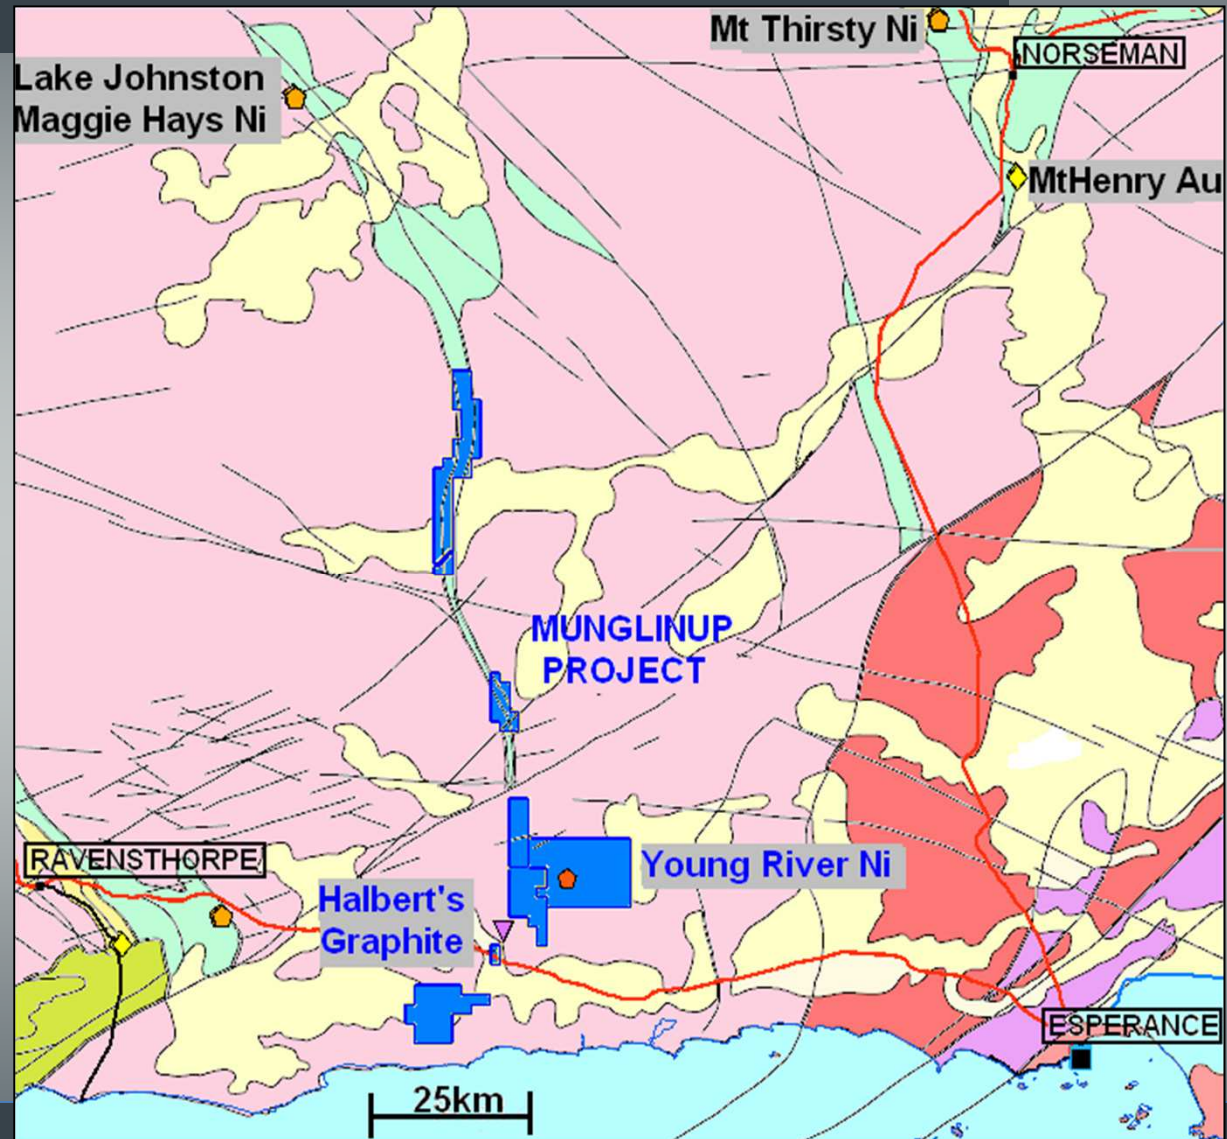 Mt Thirsty Ni
NORSEMAN
Lake Johnston
Maggie Hays Ni
MtHenry Au
MUNGLINUP
PROJECT
RAVENSTHORPE
Young River Ni
Halbert's
Graphite
ESPERANCE
25km